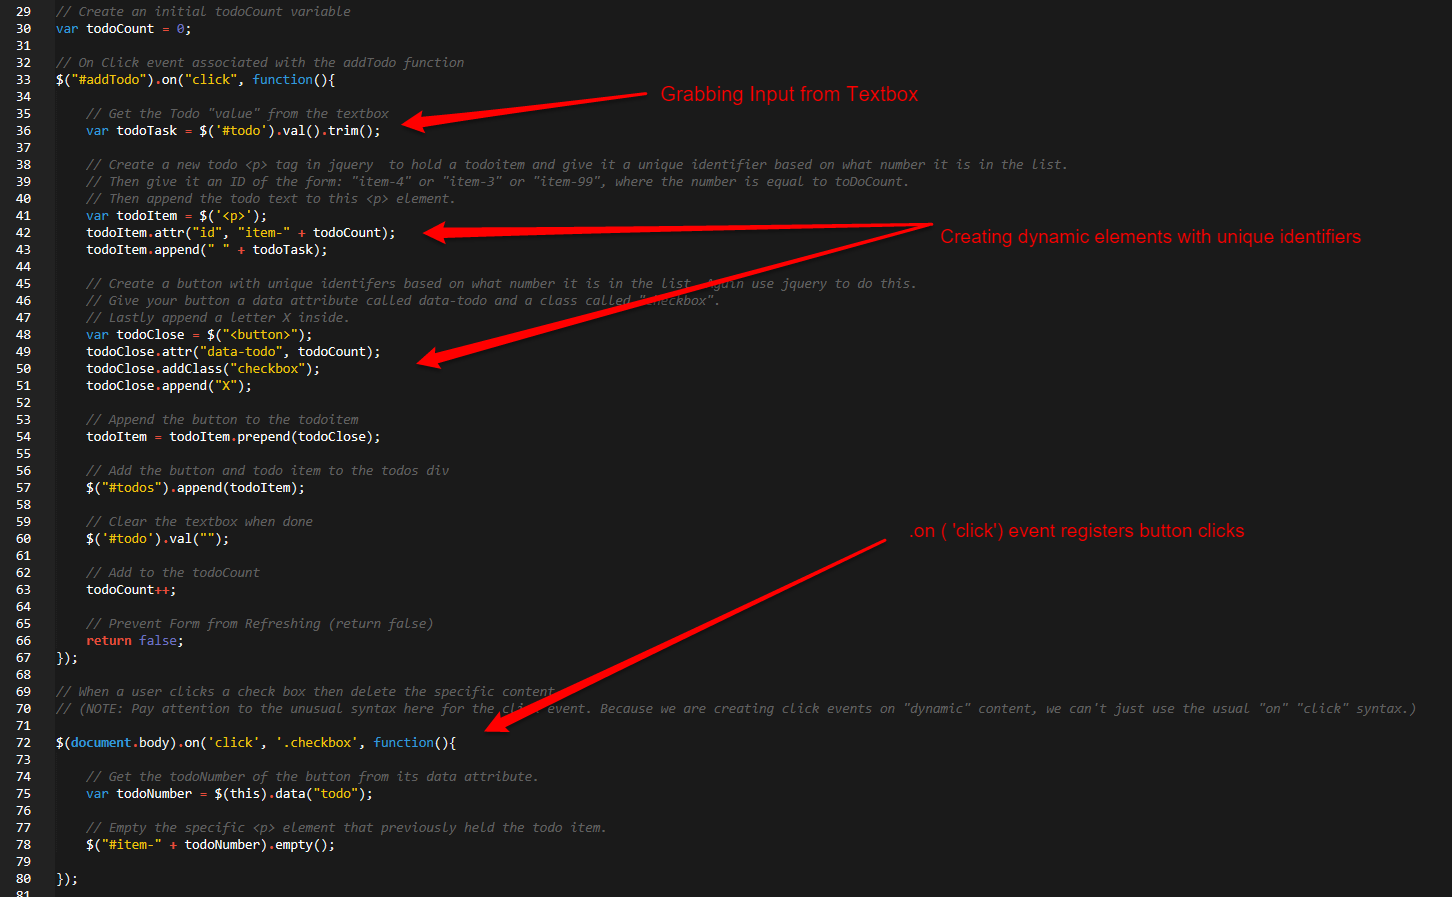 29 // Create an initial todoCount variable
30 var todoCount = 0;
31
32 // On Click event associated with the addTodo function
33 $("#addTodo").on("click", function(){
34
Grabbing Input from Textbox
35 // Get the Todo "value" from the textbox
36 var todoTask = $('#todo').val().trim();
37
38 // Create a new todo <p> tag in jquery  to hold a todoitem and give it a unique identifier based on what number it is in the list.
39 // Then give it an ID of the form: "item-4" or "item-3" or "item-99", where the number is equal to toDoCount.
40 // Then append the todo text to this <p> element.
41 var todoItem = $('<p>');
42 todoItem.attr("id", "item-" + todoCount);
Creating dynamic elements with unique identifiers
43 todoItem.append(" " + todoTask);
44
45 // Create a button with unique identifers based on what number it is in the list. Again use jquery to do this.
46 // Give your button a data attribute called data-todo and a class called "checkbox".
47 // Lastly append a letter X inside.
48 var todoClose = $("<button>");
49 todoClose.attr("data-todo", todoCount);
50 todoClose.addClass("checkbox");
51 todoClose.append("X");
52
53 // Append the button to the todoitem
54 todoItem = todoItem.prepend(todoClose);
55
56 // Add the button and todo item to the todos div
57 $("#todos").append(todoItem);
58
59 // Clear the textbox when done
.on ( 'click') event registers button clicks
60 $('#todo').val("");
61
62 // Add to the todoCount
63 todoCount++;
64
65 // Prevent Form from Refreshing (return false)
66 return false;
67 });
68
69 // When a user clicks a check box then delete the specific content
70 // (NOTE: Pay attention to the unusual syntax here for the click event. Because we are creating click events on "dynamic" content, we can't just use the usual "on" "click" syntax.)
71
72 $(document.body).on('click', '.checkbox', function(){
73
74 // Get the todoNumber of the button from its data attribute.
75 var todoNumber = $(this).data("todo");
76
77 // Empty the specific <p> element that previously held the todo item.
78 $("#item-" + todoNumber).empty();
79
80 });
81